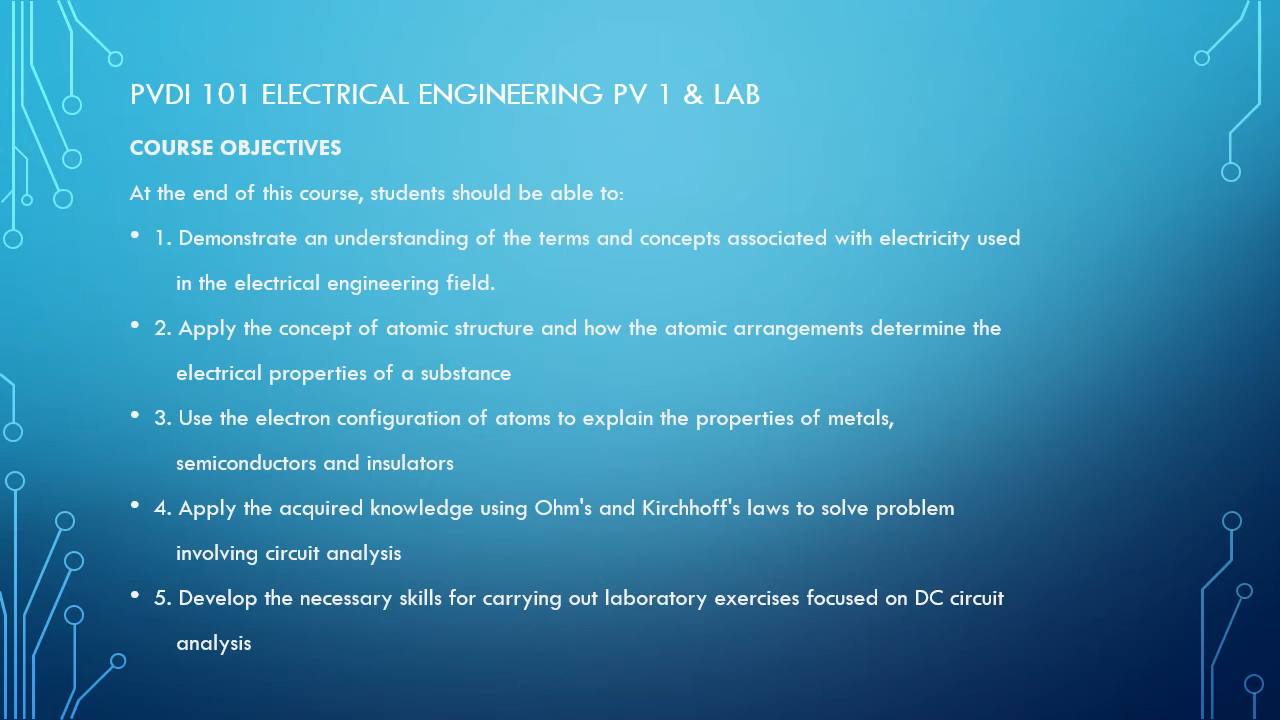 PVDI 101 ELECTRICAL ENGINEERING PV 1 & LAB
COURSE OBJECTIVES
At the end of this course, students should be able to:
• 1. Demonstrate an understanding of the terms and concepts associated with electricity used
in the electrical engineering field.
• 2. Apply the concept of atomic structure and how the atomic arrangements determine the
electrical properties of a substance
• 3. Use the electron configuration of atoms to explain the properties of metals,
semiconductors and insulators
• 4. Apply the acquired knowledge using Ohm's and Kirchhoff's laws to solve problem
involving circuit analysis
• 5. Develop the necessary skills for carrying out laboratory exercises focused on DC circuit
analysis